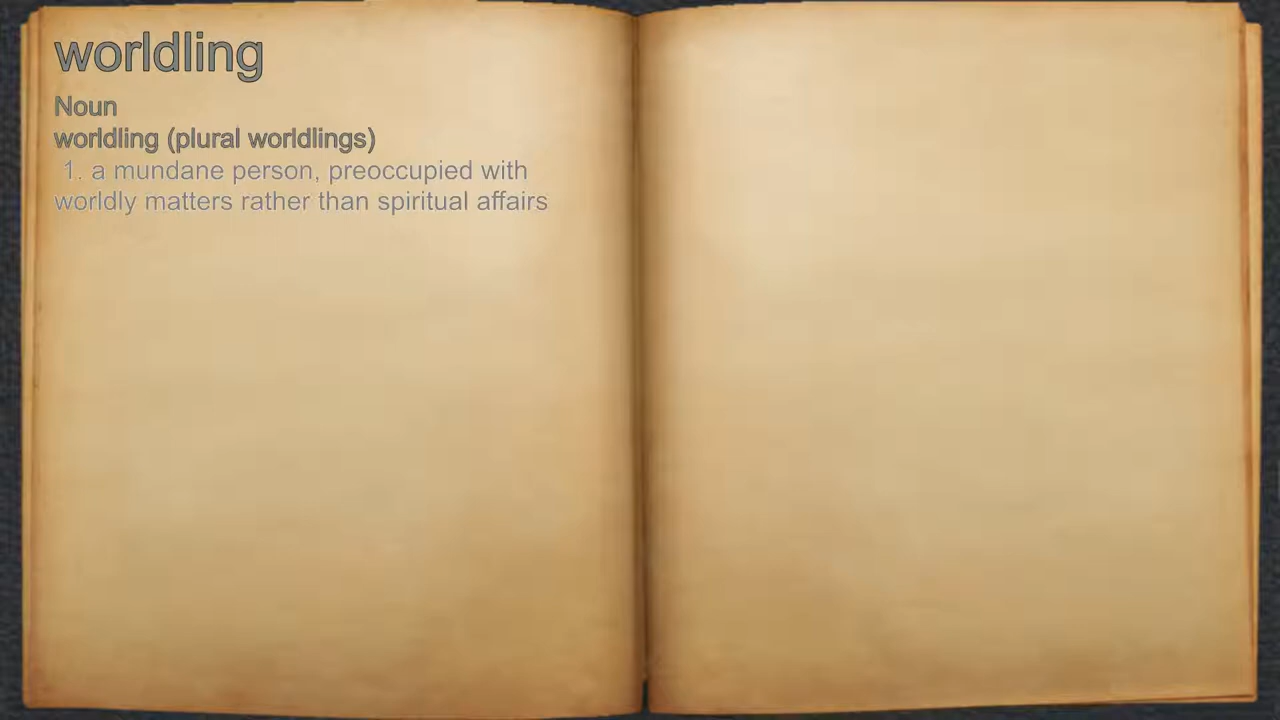 worldling
Noun
worldling (plural worldlings)
1. a mundane person, preoccupied with
worldly matters rather than spiritual affairs